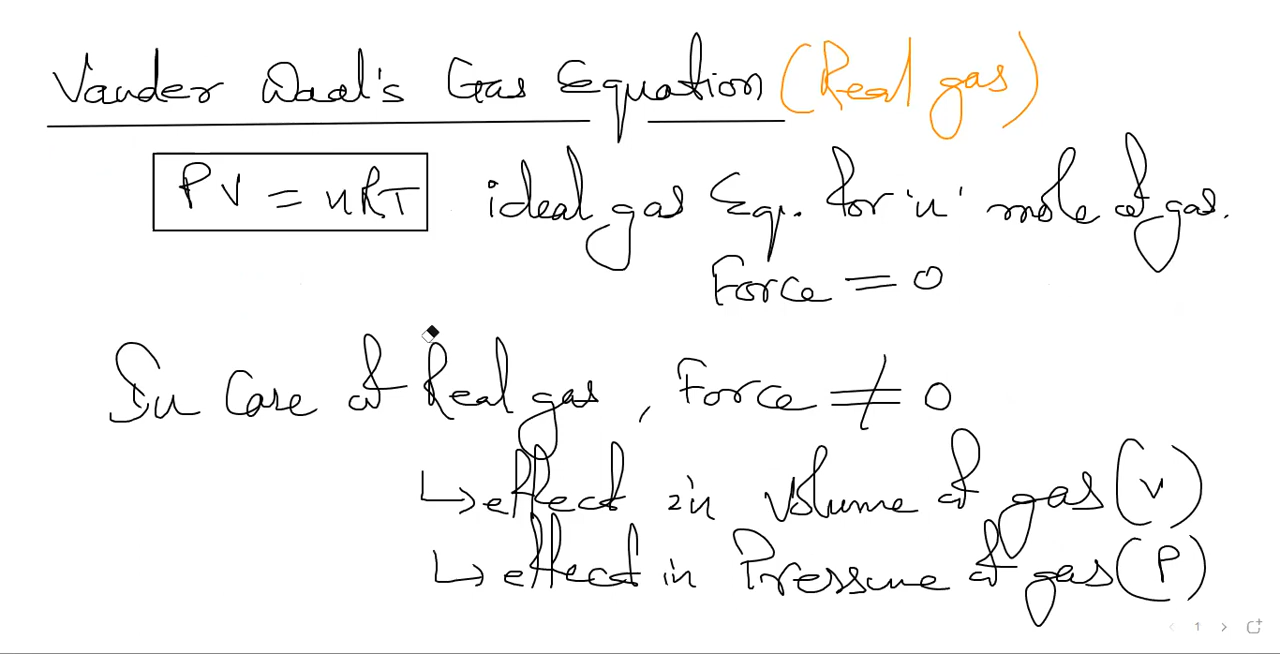 Vander Waal's Gas Equation (Real gas)
PV = nRT ideal gas Eq. for 'n' mole of gas.
Force = 0
In Case of Real gas, Force ≠ 0
↳ effect in Volume of gas (V)
↳ effect in Pressure of gas (P)
1